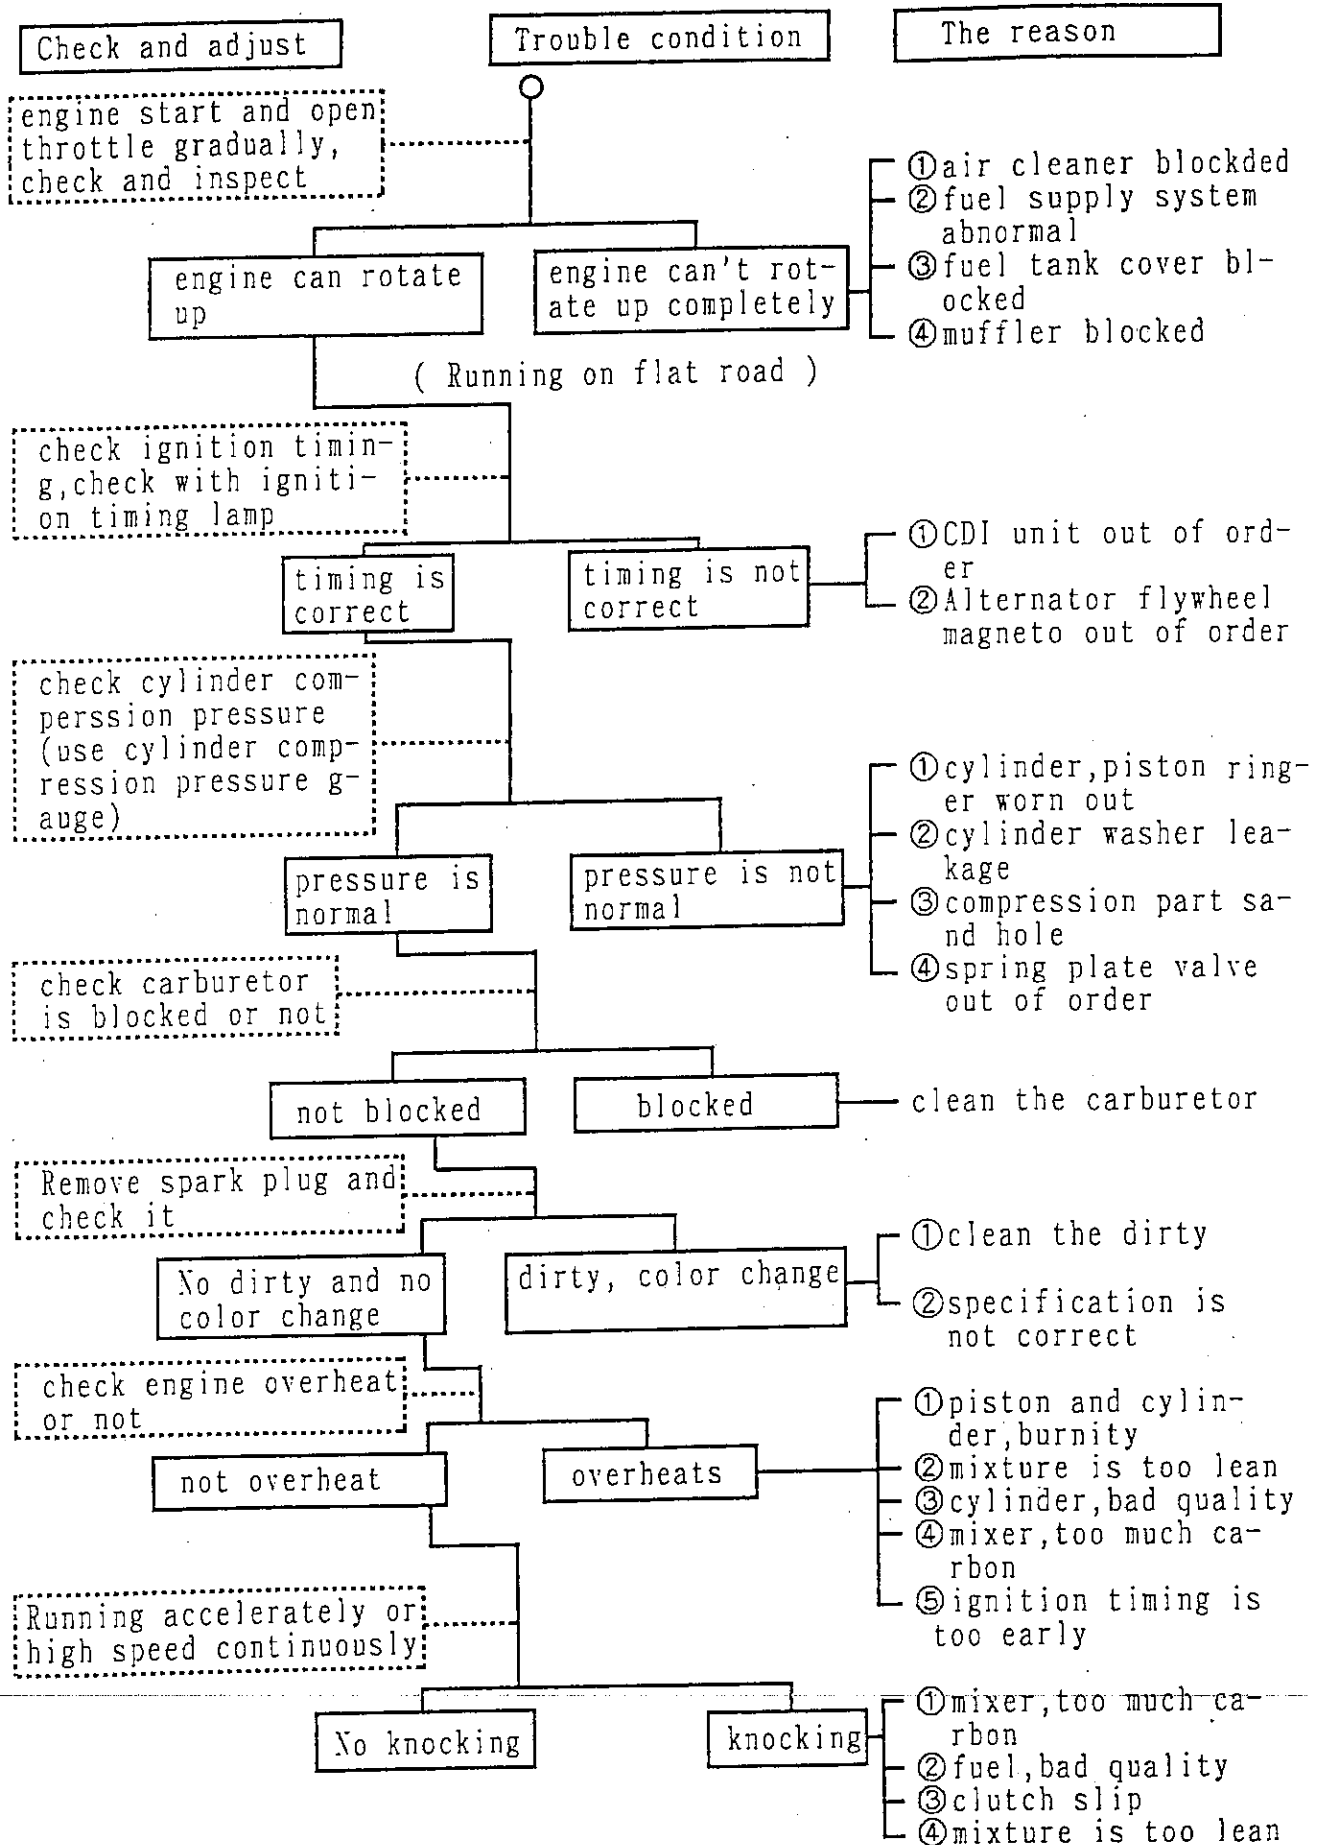 Check and adjust
Trouble condition
The reason
engine start and open
throttle gradually,
check and inspect
①air cleaner blockded
②fuel supply system
abnormal
③fuel tank cover bl-
ocked
④muffler blocked
engine can rotate
up
engine can't rot-
ate up completely
( Running on flat road )
check ignition timin-
g,check with igniti-
on timing lamp
timing is
correct
timing is not
correct
①CDI unit out of ord-
er
②Alternator flywheel
magneto out of order
check cylinder com-
perssion pressure
(use cylinder comp-
ression pressure g-
auge)
pressure is
normal
pressure is not
normal
①cylinder,piston ring-
er worn out
②cylinder washer lea-
kage
③compression part sa-
nd hole
④spring plate valve
out of order
check carburetor
is blocked or not
not blocked
blocked
clean the carburetor
Remove spark plug and
check it
No dirty and no
color change
dirty, color change
①clean the dirty
②specification is
not correct
check engine overheat
or not
not overheat
overheats
①piston and cylin-
der,burnity
②mixture is too lean
③cylinder,bad quality
④mixer,too much ca-
rbon
⑤ignition timing is
too early
Running accelerately or
high speed continuously
No knocking
knocking
①mixer,too much ca-
rbon
②fuel,bad quality
③clutch slip
④mixture is too lean